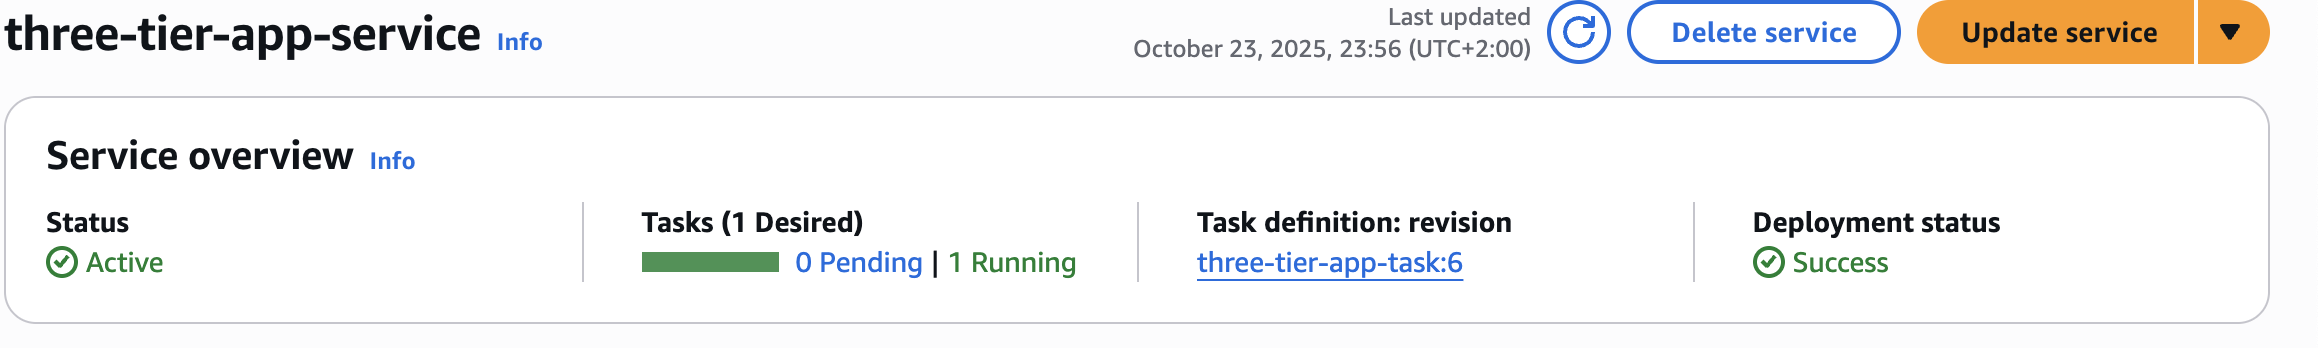 three-tier-app-service Info
Last updated
October 23, 2025, 23:56 (UTC+2:00)
Delete service
Update service
Service overview Info
Status
Active
Tasks (1 Desired)
0 Pending | 1 Running
Task definition: revision
three-tier-app-task:6
Deployment status
Success